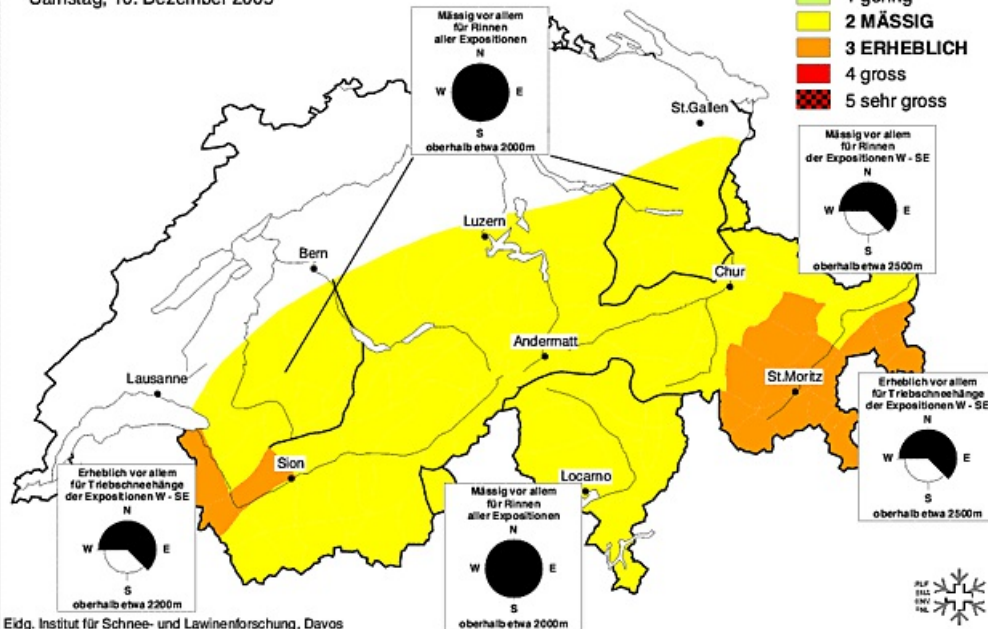 Samstag, 10. Dezember 2005
2 MÄSSIG
3 ERHEBLICH
4 gross
5 sehr gross
Mässig vor allem
für Rinnen
aller Expositionen
N
W E
S
oberhalb etwa 2000m
St.Gallen
Mässig vor allem
für Rinnen
der Expositionen W - SE
N
W E
S
oberhalb etwa 2500m
Luzern
Bern
Chur
Andermatt
Lausanne
St.Moritz
Erheblich vor allem
für Triebschneehänge
der Expositionen W - SE
N
W E
S
oberhalb etwa 2500m
Sion
Locarno
Erheblich vor allem
für Triebschneehänge
der Expositionen W - SE
N
W E
S
oberhalb etwa 2200m
Mässig vor allem
für Rinnen
aller Expositionen
N
W E
S
oberhalb etwa 2000m
Eidg. Institut für Schnee- und Lawinenforschung, Davos